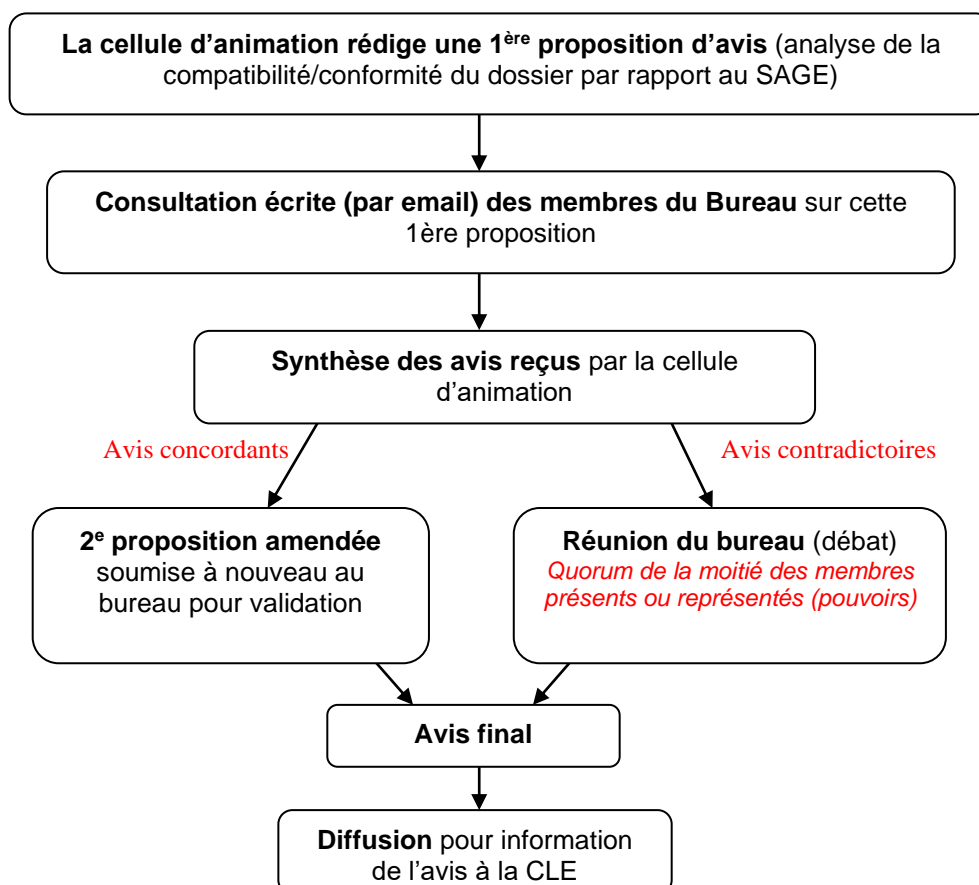 La cellule d’animation rédige une 1ère proposition d’avis (analyse de la
compatibilité/conformité du dossier par rapport au SAGE)
Consultation écrite (par email) des membres du Bureau sur cette
1ère proposition
Synthèse des avis reçus par la cellule
d’animation
Avis concordants
Avis contradictoires
2e proposition amendée
soumise à nouveau au
bureau pour validation
Réunion du bureau (débat)
Quorum de la moitié des membres
présents ou représentés (pouvoirs)
Avis final
Diffusion pour information
de l’avis à la CLE